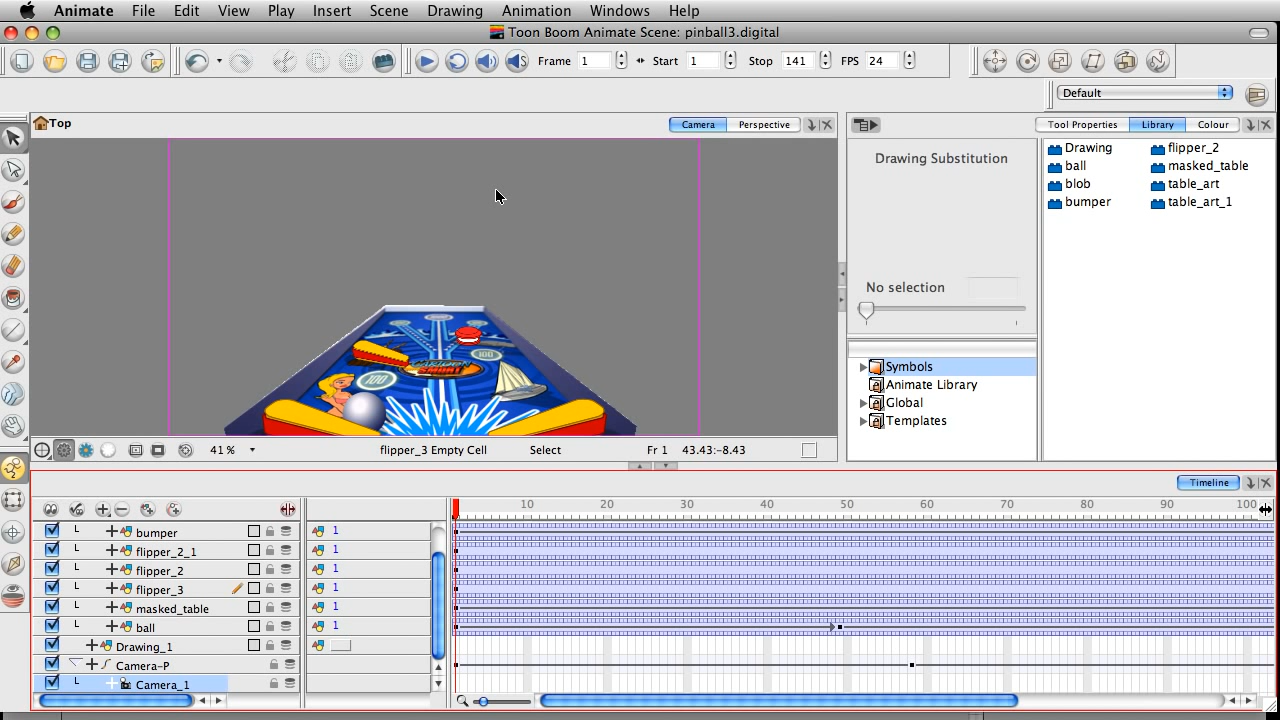 Animate File Edit View Play Insert Scene Drawing Animation Windows Help
Toon Boom Animate Scene: pinball3.digital
Frame 1 Start 1 Stop 141 FPS 24
Default
Top Camera Perspective
Tool Properties Library Colour
Drawing Substitution
Drawing flipper_2
ball masked_table
blob table_art
bumper table_art_1
No selection
Symbols
Animate Library
Global
Templates
100
100
41 % flipper_3 Empty Cell Select Fr 1 43.43:-8.43
Timeline
10 20 30 40 50 60 70 80 90 100
bumper 1
flipper_2_1 1
flipper_2 1
flipper_3 1
masked_table 1
ball 1
Drawing_1
Camera-P
Camera_1